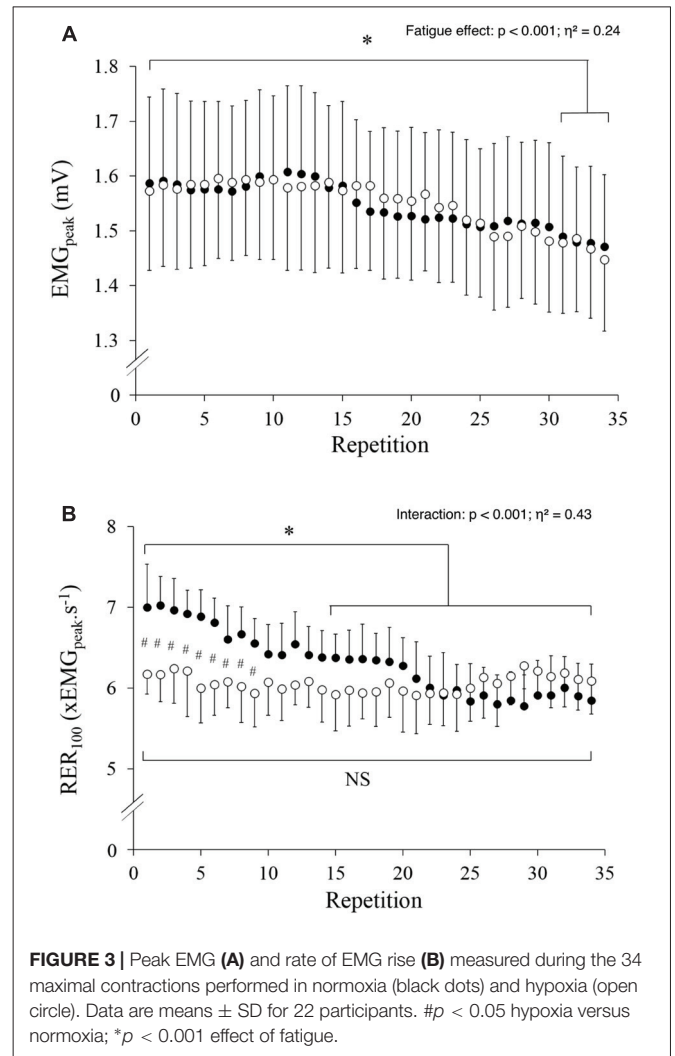 A
Fatigue effect: p < 0.001; η² = 0.24
*
1.8
1.7
1.6
1.5
1.4
1.3
0
EMGpeak (mV)
0 5 10 15 20 25 30 35
Repetition
B
Interaction: p < 0.001; η² = 0.43
*
8
7
6
5
0
RER100 (xEMGpeak.s-1)
# # # # # # # # #
NS
0 5 10 15 20 25 30 35
Repetition
FIGURE 3 | Peak EMG (A) and rate of EMG rise (B) measured during the 34
maximal contractions performed in normoxia (black dots) and hypoxia (open
circle). Data are means ± SD for 22 participants. #p < 0.05 hypoxia versus
normoxia; *p < 0.001 effect of fatigue.